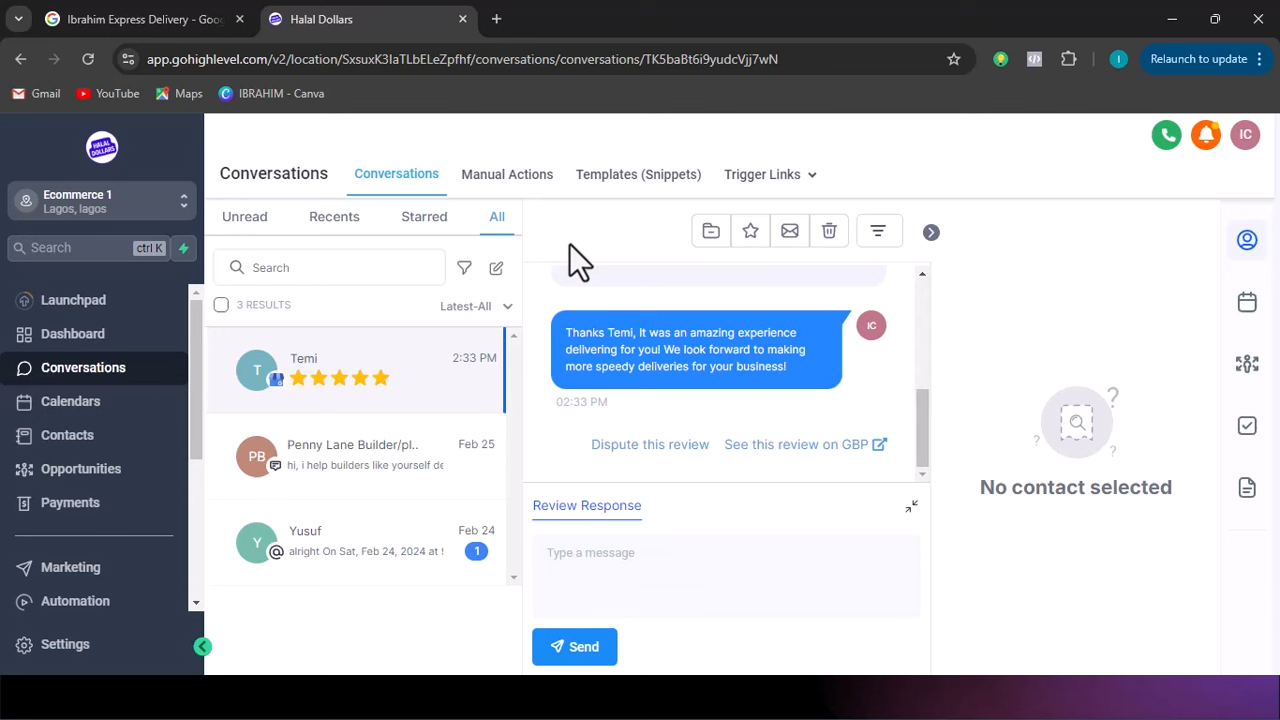 Ibrahim Express Delivery - Goo
Halal Dollars
app.gohighlevel.com/v2/location/SxsuxK3IaTLbELeZpfhf/conversations/conversations/TK5baBt6i9yudcVjj7wN
I
Relaunch to update
Gmail
YouTube
Maps
IBRAHIM - Canva
HALAL DOLLARS
IC
Conversations
Conversations
Manual Actions
Templates (Snippets)
Trigger Links
Ecommerce 1
Lagos, lagos
Search
ctrl K
Launchpad
Dashboard
Conversations
Calendars
Contacts
Opportunities
Payments
Marketing
Automation
Settings
Unread
Recents
Starred
All
Search
3 RESULTS
Latest-All
T
Temi
2:33 PM
PB
Penny Lane Builder/pl..
Feb 25
hi, i help builders like yourself de
Y
Yusuf
Feb 24
alright On Sat, Feb 24, 2024 at
1
Thanks Temi, It was an amazing experience
delivering for you! We look forward to making
more speedy deliveries for your business!
IC
02:33 PM
Dispute this review
See this review on GBP
Review Response
Type a message
Send
No contact selected